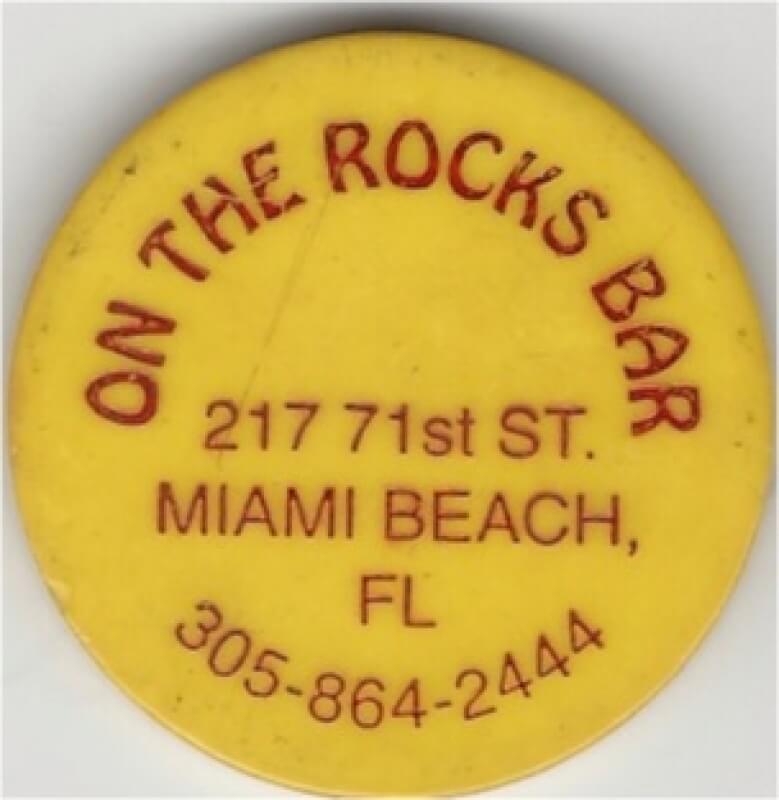 ON THE ROCKS BAR
217 71st ST.
MIAMI BEACH,
FL
305-864-2444